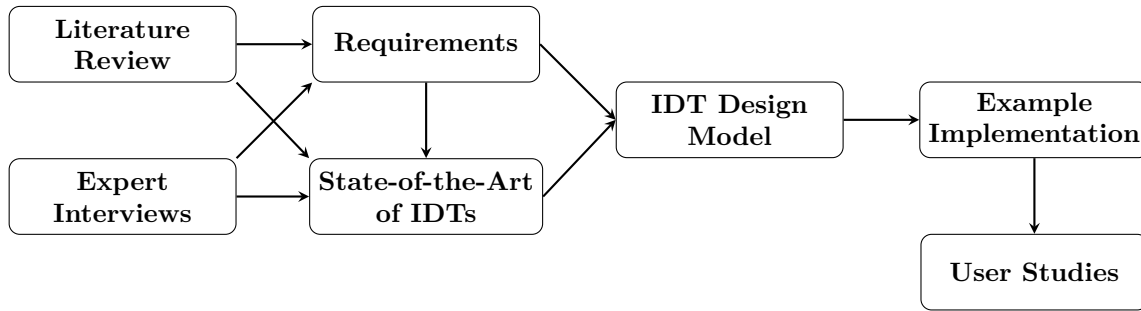 Literature
Review
Requirements
Expert
Interviews
State-of-the-Art
of IDTs
IDT Design
Model
Example
Implementation
User Studies